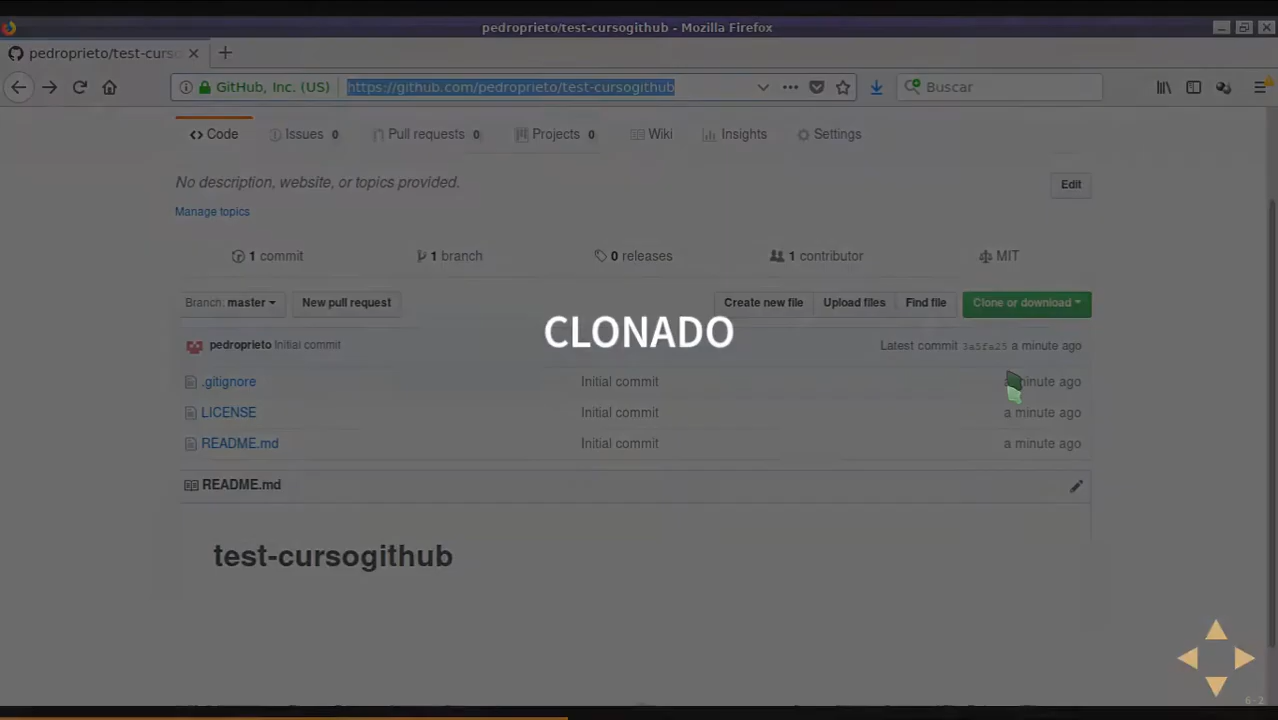 pedroprieto/test-cursogithub - Mozilla Firefox
pedroprieto/test-curso
GitHub, Inc. (US) https://github.com/pedroprieto/test-cursogithub Buscar
Code Issues 0 Pull requests 0 Projects 0 Wiki Insights Settings
No description, website, or topics provided. Edit
Manage topics
1 commit 1 branch 0 releases 1 contributor MIT
Branch: master New pull request Create new file Upload files Find file Clone or download
CLONADO
pedroprieto Initial commit Latest commit 3a5fa25 a minute ago
.gitignore Initial commit a minute ago
LICENSE Initial commit a minute ago
README.md Initial commit a minute ago
README.md
test-cursogithub
6-2